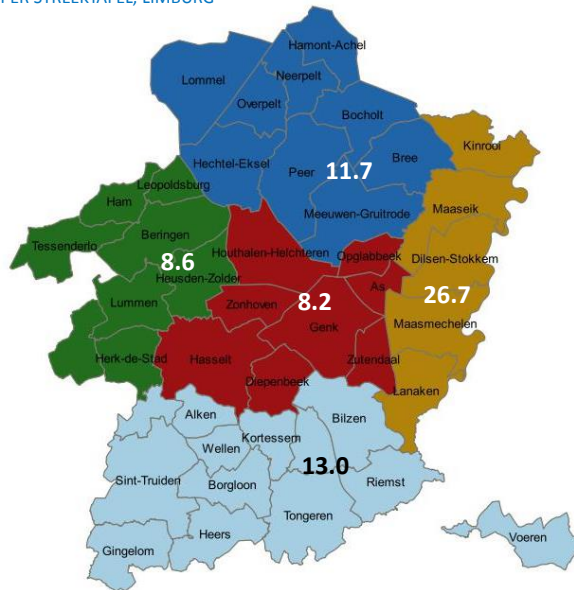 PER STREEKTAFEL, LIMBURG
Hamont-Achel
Lommel
Neerpelt
Overpelt
Bocholt
Kinrooi
Hechtel-Eksel
Peer
Bree
11.7
Leopoldsburg
Ham
Maaseik
Meeuwen-Gruitrode
Beringen
Tessenderlo
Houthalen-Helchteren
Opglabbeek
Dilsen-Stokkem
8.6
Heusden-Zolder
As
26.7
Lummen
Zonhoven
8.2
Genk
Maasmechelen
Herk-de-Stad
Hasselt
Zutendaal
Diepenbeek
Lanaken
Alken
Bilzen
Kortessem
Wellen
13.0
Sint-Truiden
Borgloon
Riemst
Tongeren
Heers
Voeren
Gingelom